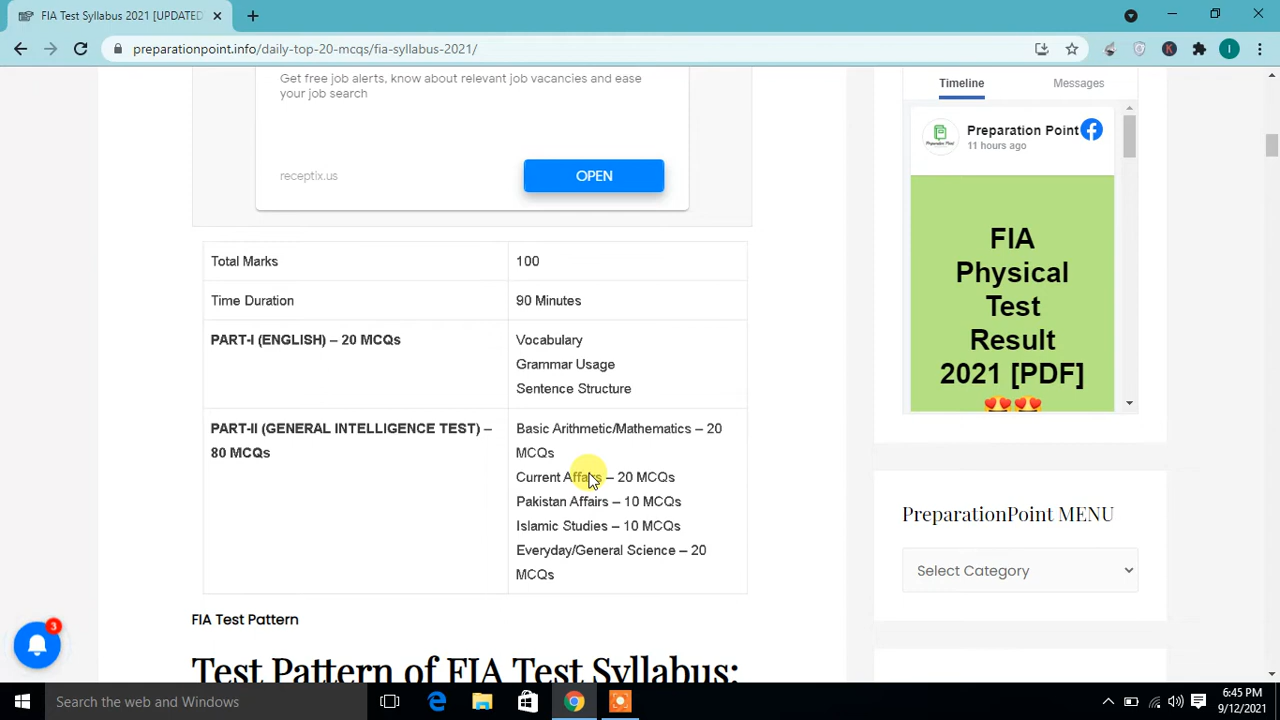 FIA Test Syllabus 2021 [UPDATED
preparationpoint.info/daily-top-20-mcqs/fia-syllabus-2021/
K
I
Get free job alerts, know about relevant job vacancies and ease
your job search
receptix.us
OPEN
Total Marks
100
Time Duration
90 Minutes
PART-I (ENGLISH) – 20 MCQs
Vocabulary
Grammar Usage
Sentence Structure
PART-II (GENERAL INTELLIGENCE TEST) –
80 MCQs
Basic Arithmetic/Mathematics – 20
MCQs
Current Affairs – 20 MCQs
Pakistan Affairs – 10 MCQs
Islamic Studies – 10 MCQs
Everyday/General Science – 20
MCQs
FIA Test Pattern
Test Pattern of FIA Test Syllabus:
Timeline
Messages
Preparation Point
11 hours ago
FIA
Physical
Test
Result
2021 [PDF]
PreparationPoint MENU
Select Category
3
Search the web and Windows
6:45 PM
9/12/2021